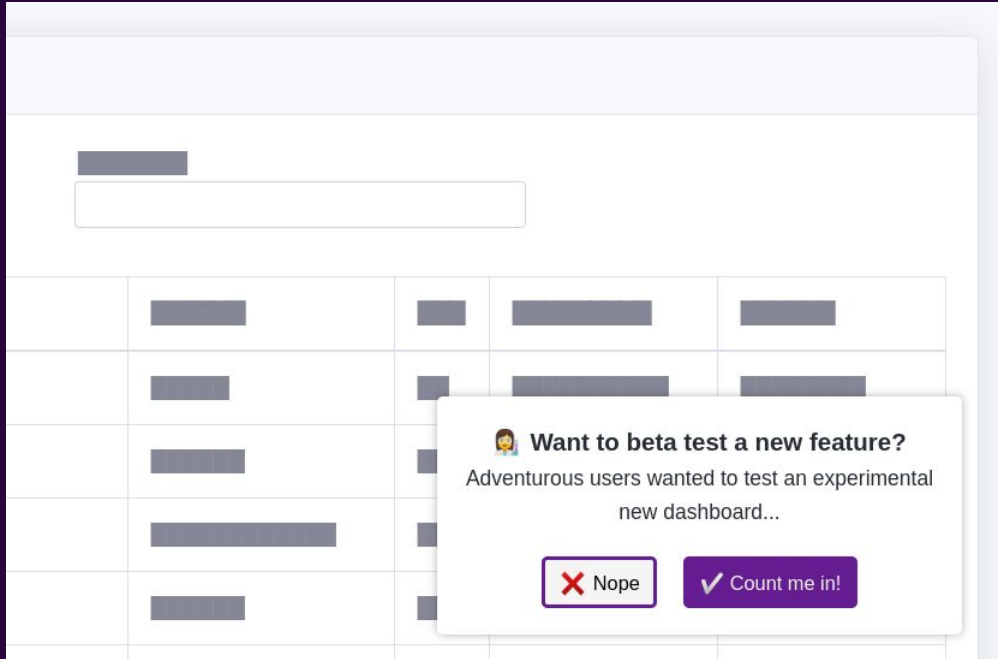 👩‍🔬 Want to beta test a new feature?
Adventurous users wanted to test an experimental
new dashboard...
❌ Nope
✔ Count me in!